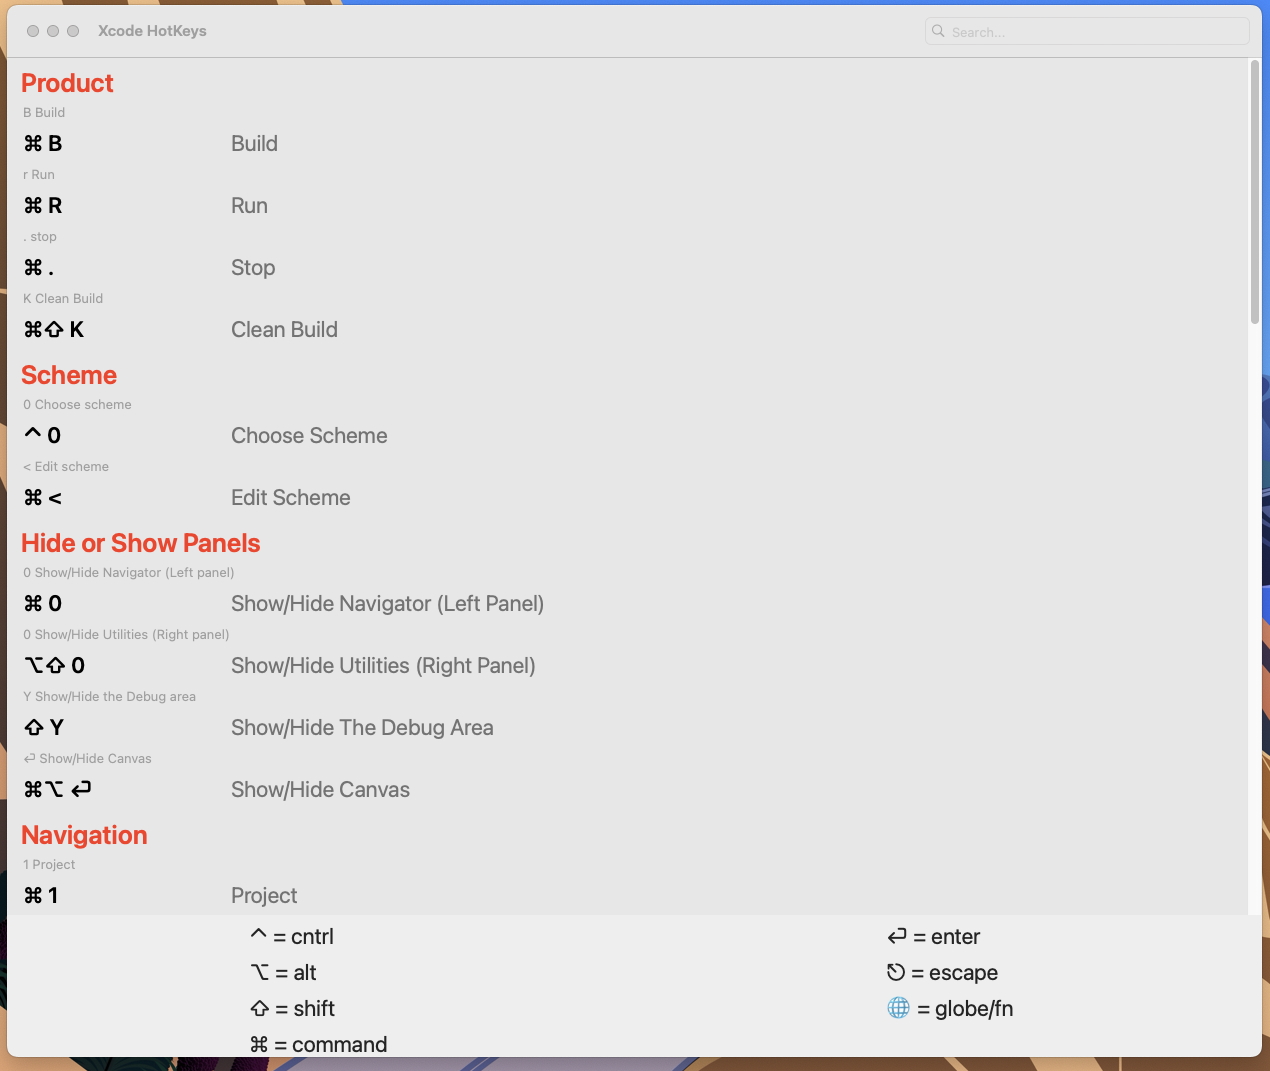 Xcode HotKeys
Search...
Product
B Build
⌘ B Build
r Run
⌘ R Run
. stop
⌘ . Stop
K Clean Build
⌘⇧ K Clean Build
Scheme
0 Choose scheme
^ 0 Choose Scheme
< Edit scheme
⌘ < Edit Scheme
Hide or Show Panels
0 Show/Hide Navigator (Left panel)
⌘ 0 Show/Hide Navigator (Left Panel)
0 Show/Hide Utilities (Right panel)
⌥⇧ 0 Show/Hide Utilities (Right Panel)
Y Show/Hide the Debug area
⇧ Y Show/Hide The Debug Area
⏎ Show/Hide Canvas
⌘⌥ ⏎ Show/Hide Canvas
Navigation
1 Project
⌘ 1 Project
^ = cntrl
⌥ = alt
⇧ = shift
⌘ = command
⏎ = enter
⎋ = escape
🌐 = globe/fn